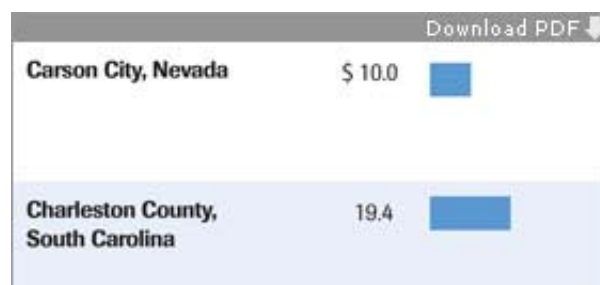 Download PDF
Carson City, Nevada $ 10.0
Charleston County, 19.4
South Carolina